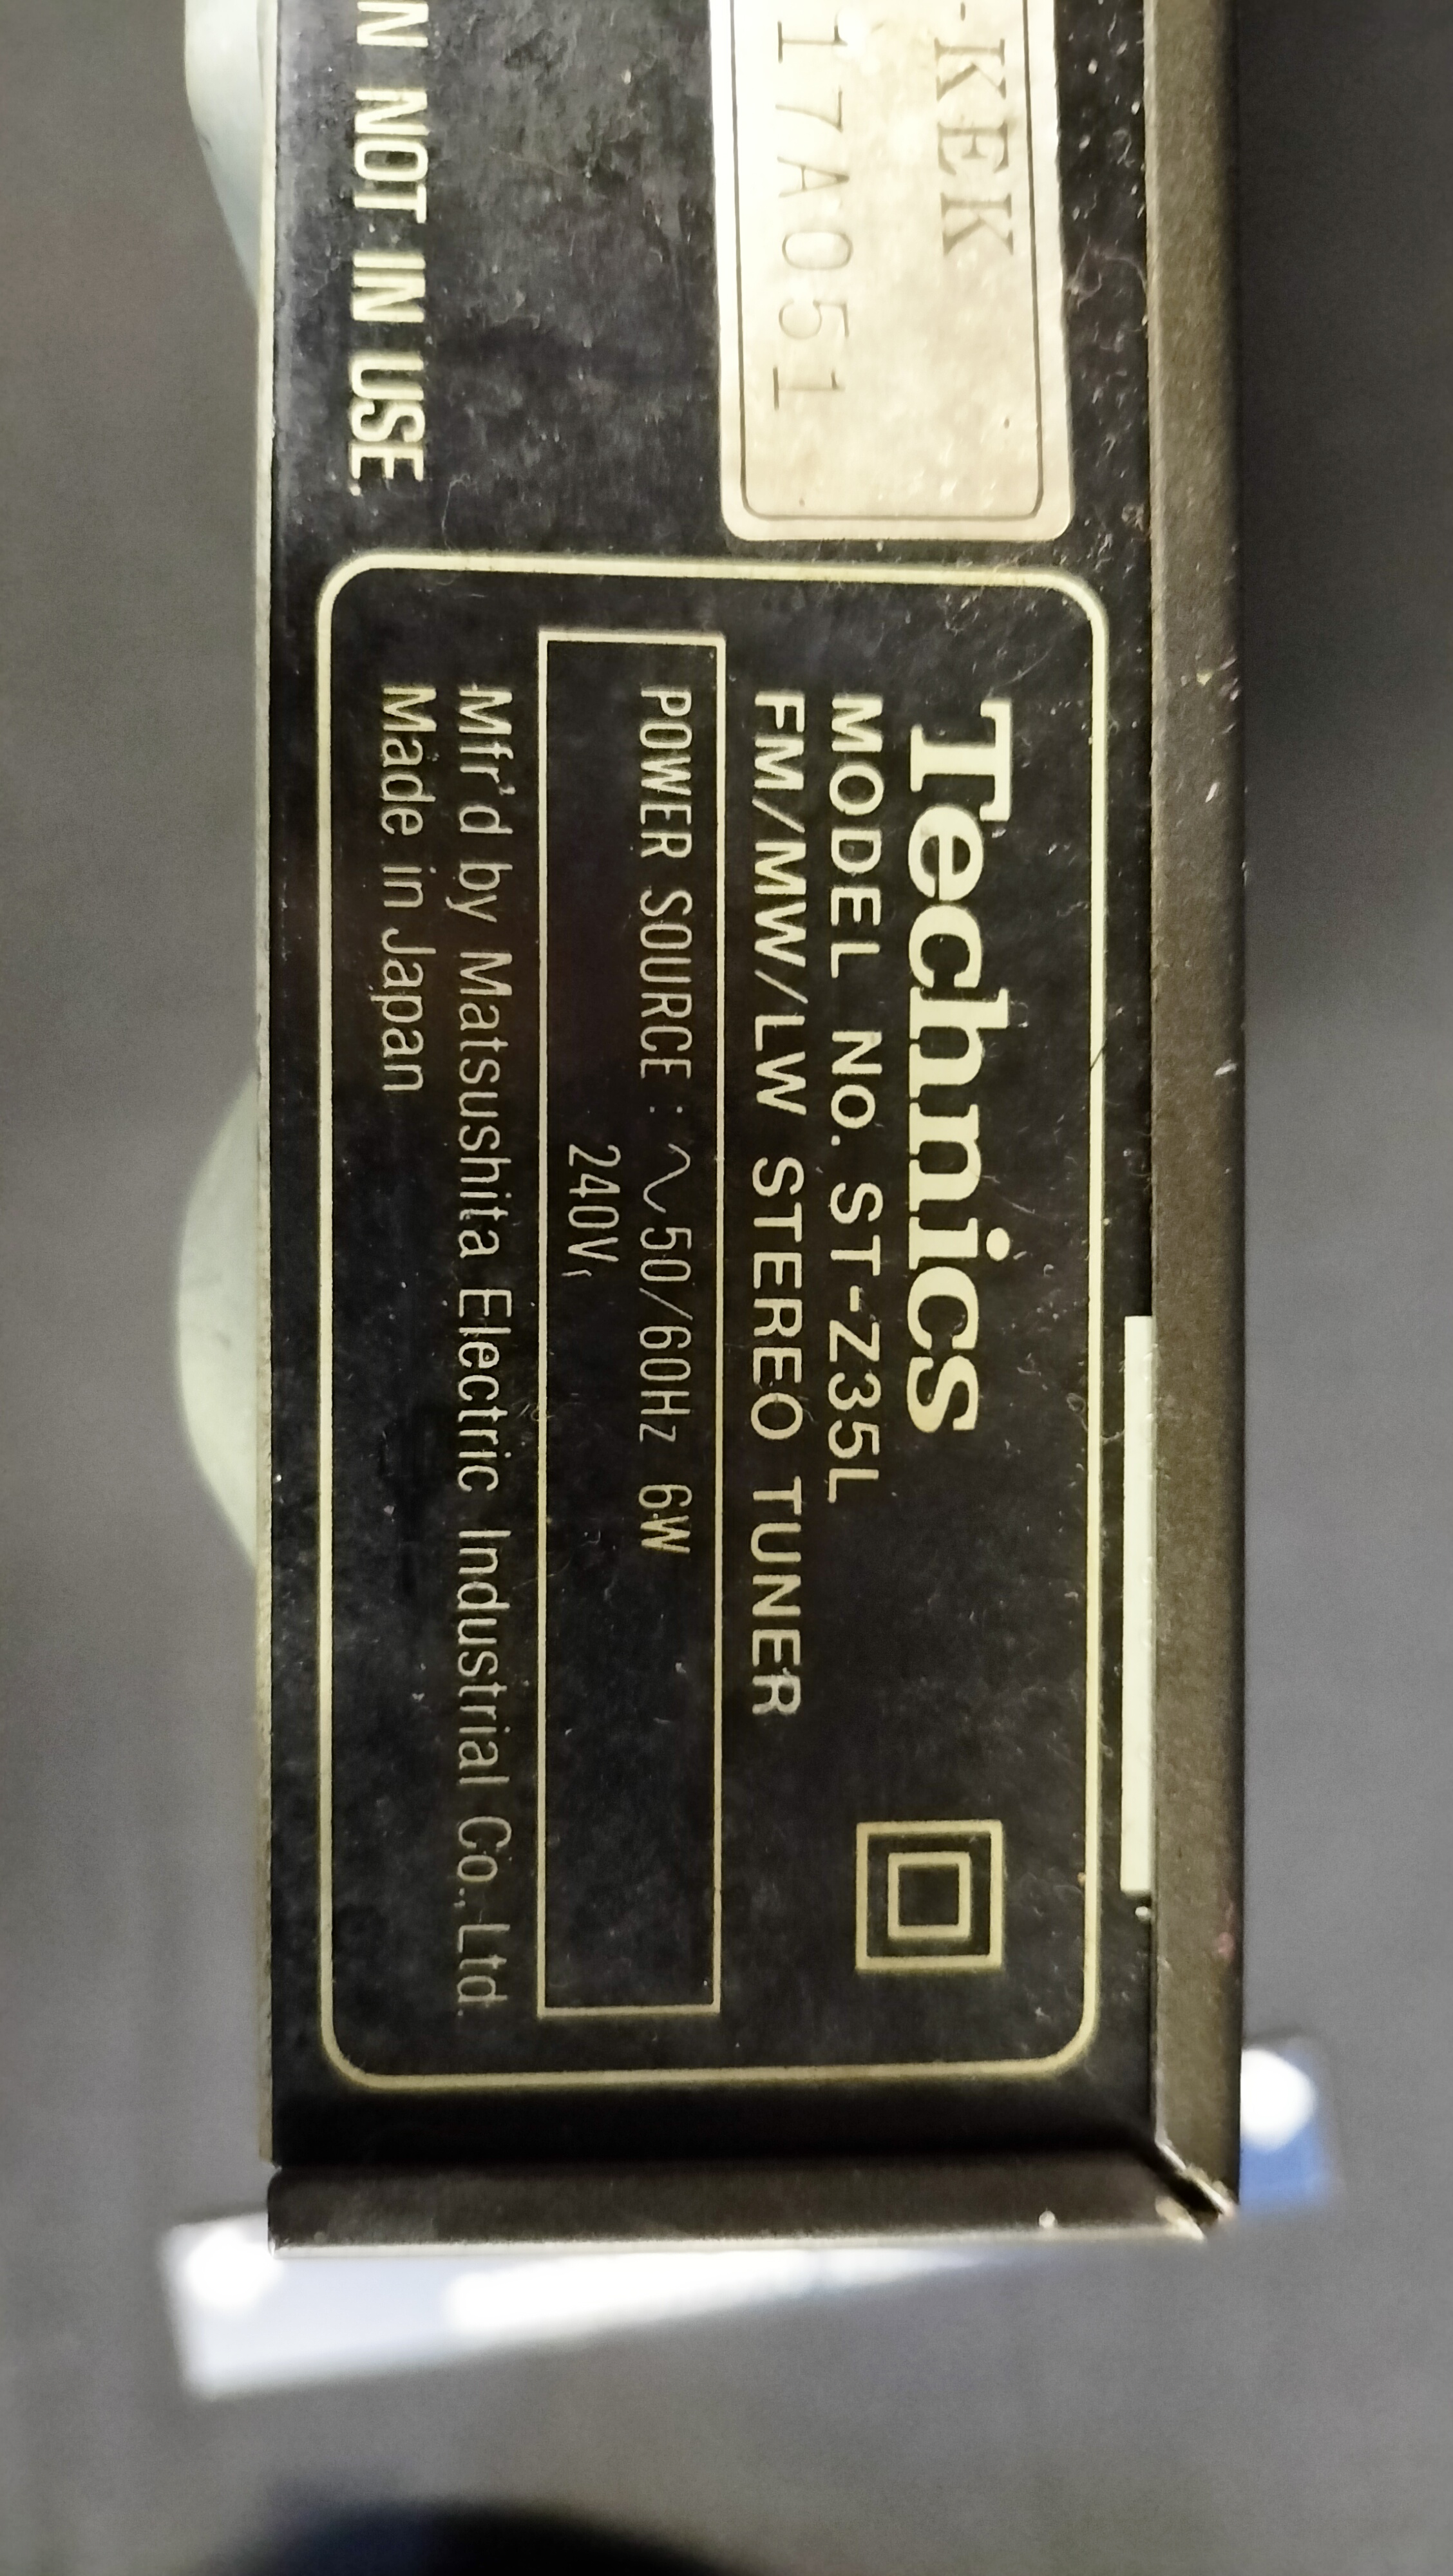 N NOT IN USE.
-KEK
17A051
Technics
MODEL NO. ST-Z35L
FM/MW/LW STEREO TUNER
POWER SOURCE : ∿50/60Hz 6W
240V
Mfr'd by Matsushita Electric Industrial Co., Ltd.
Made in Japan